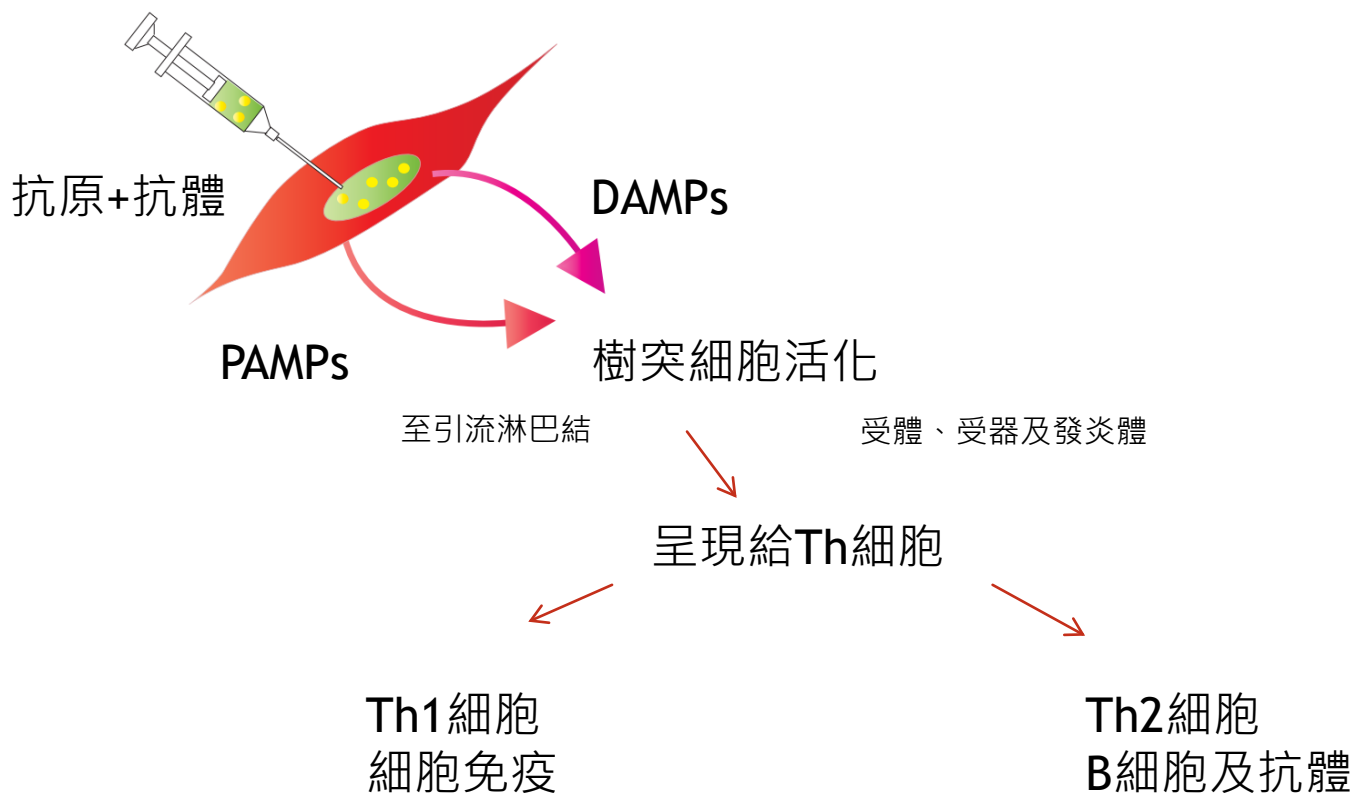 抗原+抗體
DAMPs
PAMPs
樹突細胞活化
至引流淋巴結
受體、受器及發炎體
呈現給Th細胞
Th1細胞
細胞免疫
Th2細胞
B細胞及抗體